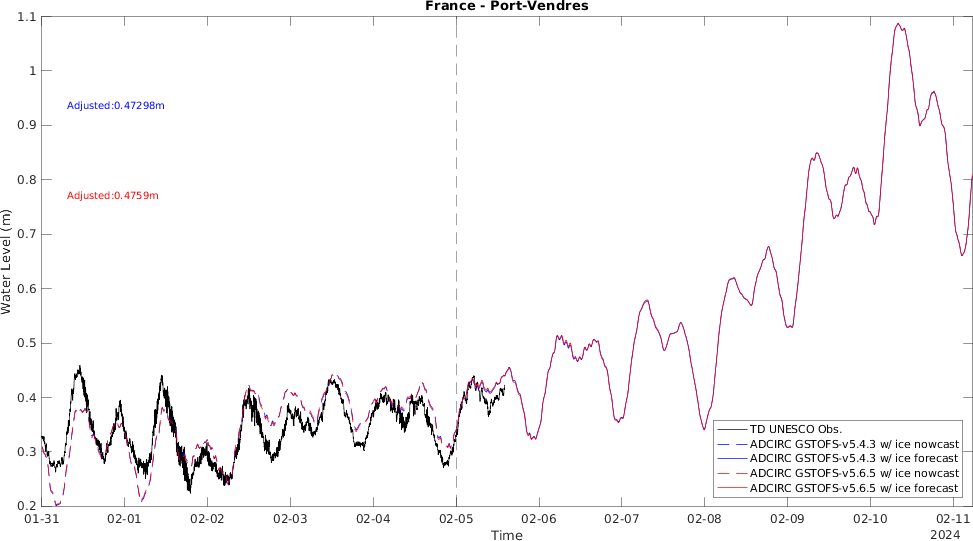 France - Port-Vendres
1.1
1
0.9
0.8
0.7
0.6
0.5
0.4
0.3
0.2
Water Level (m)
Adjusted:0.47298m
Adjusted:0.4759m
TD UNESCO Obs.
ADCIRC GSTOFS-v5.4.3 w/ ice nowcast
ADCIRC GSTOFS-v5.4.3 w/ ice forecast
ADCIRC GSTOFS-v5.6.5 w/ ice nowcast
ADCIRC GSTOFS-v5.6.5 w/ ice forecast
01-31 02-01 02-02 02-03 02-04 02-05 02-06 02-07 02-08 02-09 02-10 02-11
2024
Time